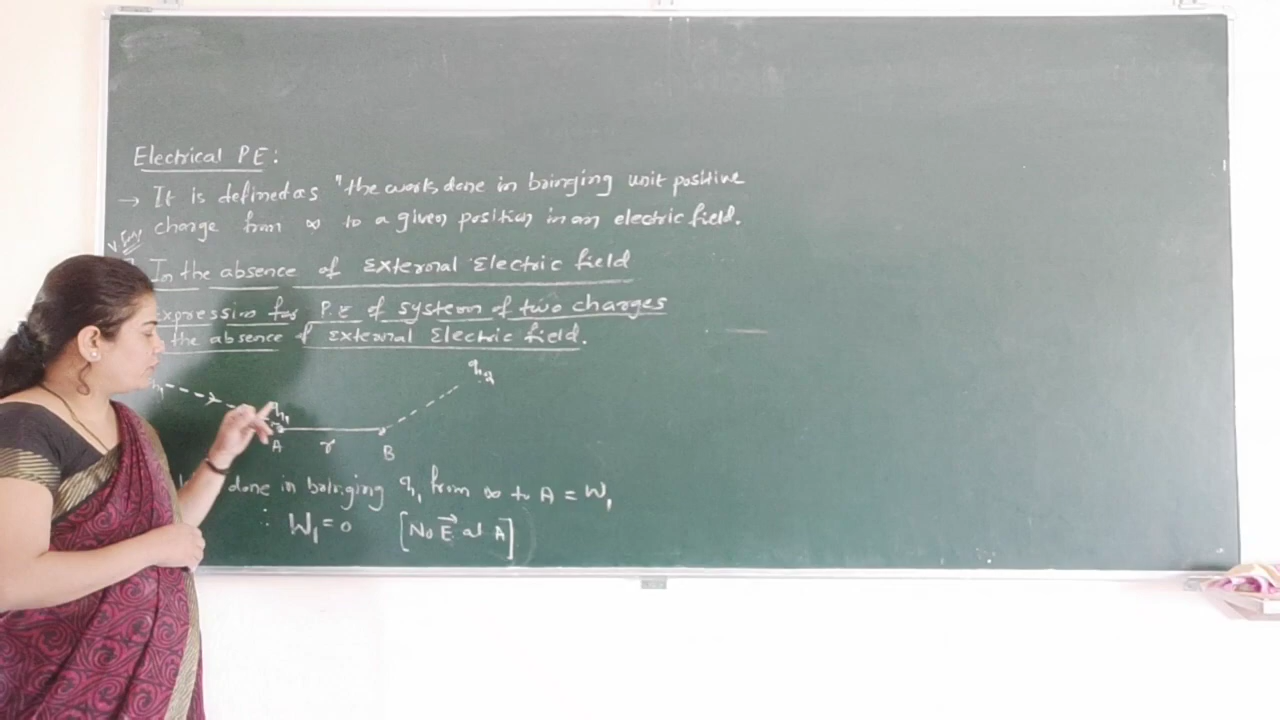 Electrical PE:
→ It is defined as "the work done in bringing unit positive
charge from ∞ to a given position in an electric field.
V. Imp
In the absence of External Electric field
Expression for P.E of system of two charges
the absence of External Electric field.
q2
q1
A r B
done in bringing q1 from ∞ to A = W1
∴ W1 = 0 [No E⃗ at A]